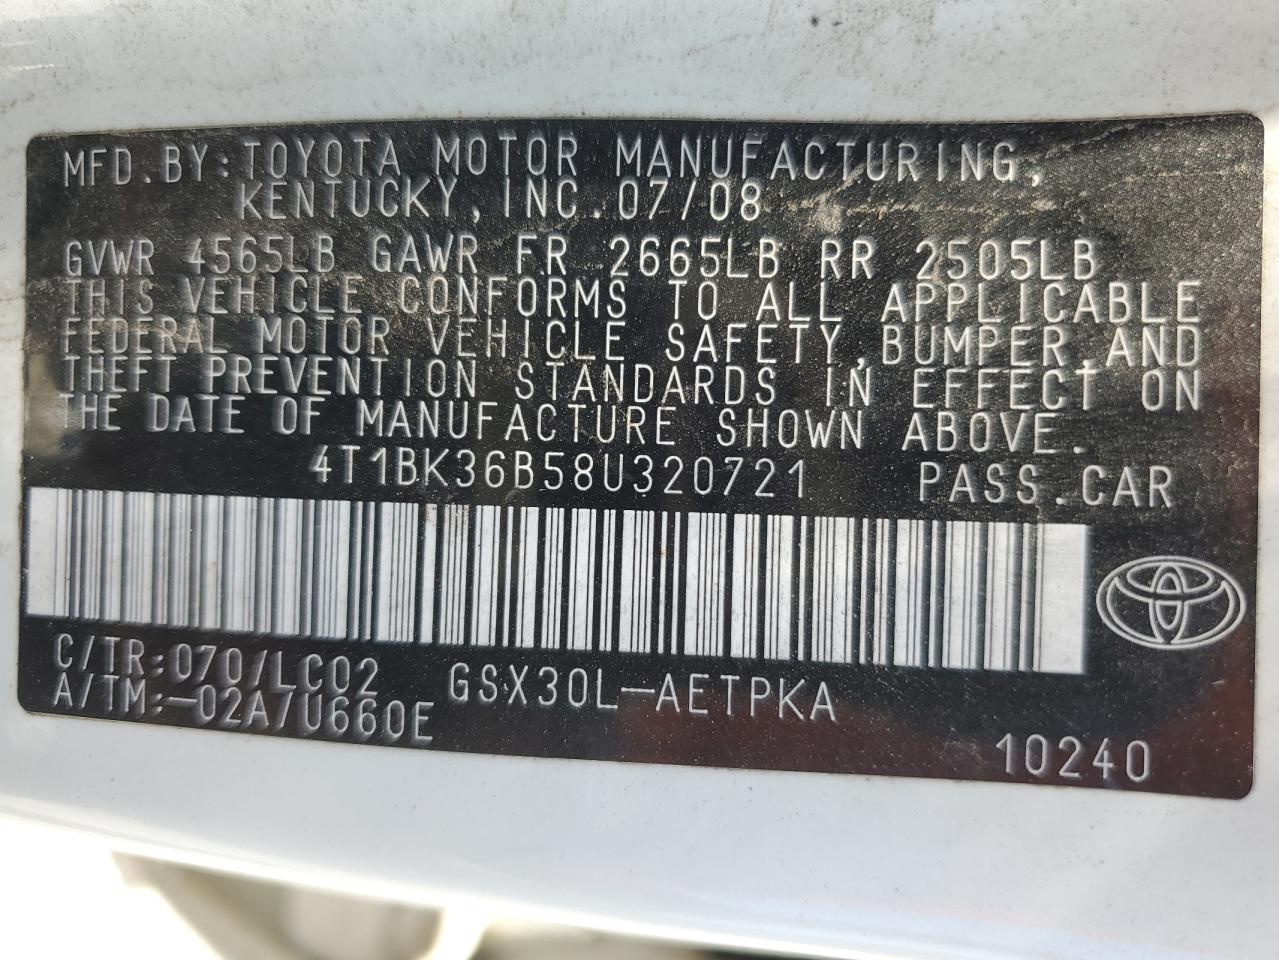 MFD.BY:TOYOTA MOTOR MANUFACTURING,
KENTUCKY,INC.07/08
GVWR 4565LB GAWR FR 2665LB RR 2505LB
THIS VEHICLE CONFORMS TO ALL APPLICABLE
FEDERAL MOTOR VEHICLE SAFETY,BUMPER,AND
THEFT PREVENTION STANDARDS IN EFFECT ON
THE DATE OF MANUFACTURE SHOWN ABOVE.
4T1BK36B58U320721 PASS.CAR
C/TR:070/LC02 GSX30L-AETPKA
A/TM:-02A/U660E
10240